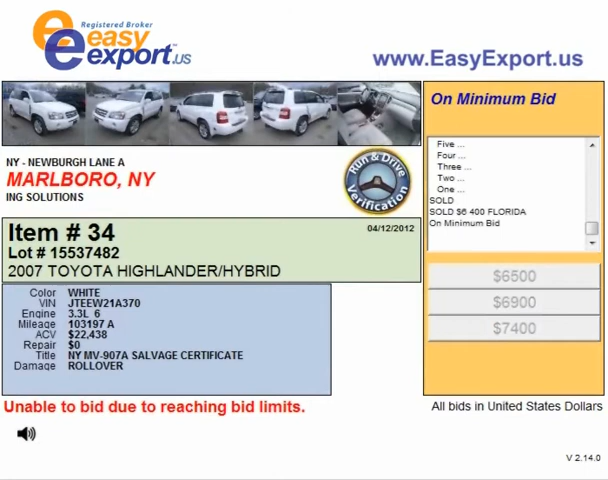 Registered Broker
easy
export.us
www.EasyExport.us
NY - NEWBURGH LANE A
MARLBORO, NY
ING SOLUTIONS
Run & Drive
Verification
Item # 34
04/12/2012
Lot # 15537482
2007 TOYOTA HIGHLANDER/HYBRID
Color WHITE
VIN JTEEW21A370
Engine 3.3L 6
Mileage 103197 A
ACV $22,438
Repair $0
Title NY MV-907A SALVAGE CERTIFICATE
Damage ROLLOVER
Unable to bid due to reaching bid limits.
On Minimum Bid
Five ...
Four ...
Three ...
Two ...
One ...
SOLD
SOLD $6 400 FLORIDA
On Minimum Bid
$6500
$6900
$7400
All bids in United States Dollars
V 2.14.0